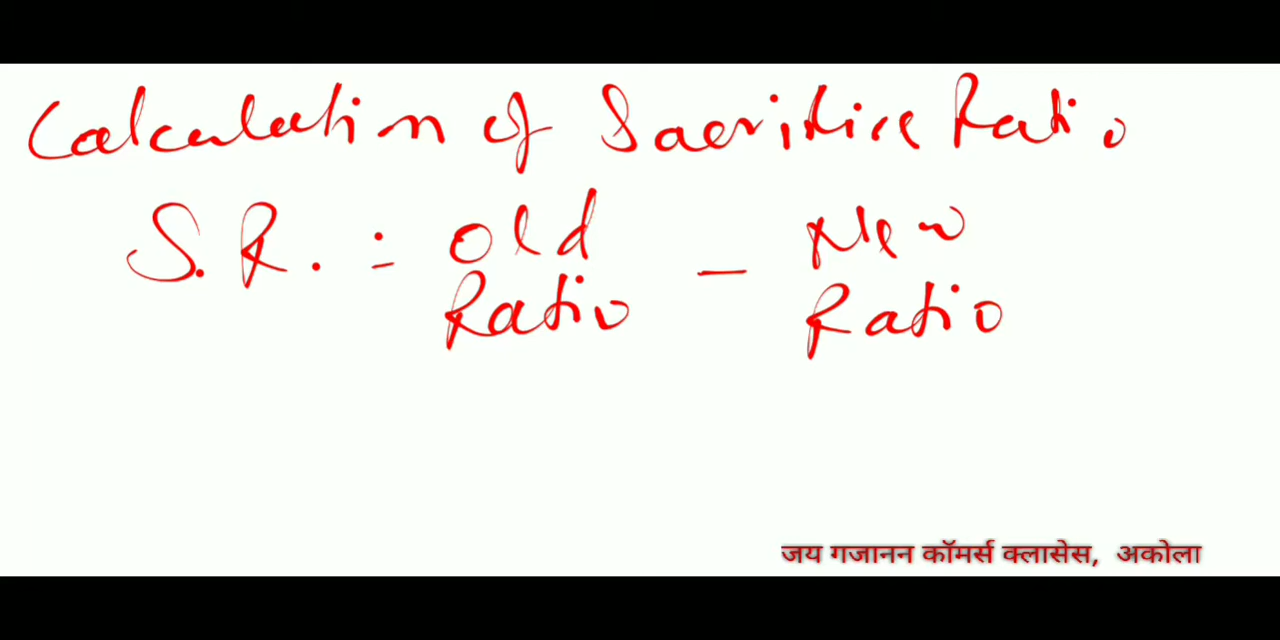 Calculation of Sacrifice Ratio
S.R. = Old Ratio - New Ratio
जय गजानन कॉमर्स क्लासेस, अकोला